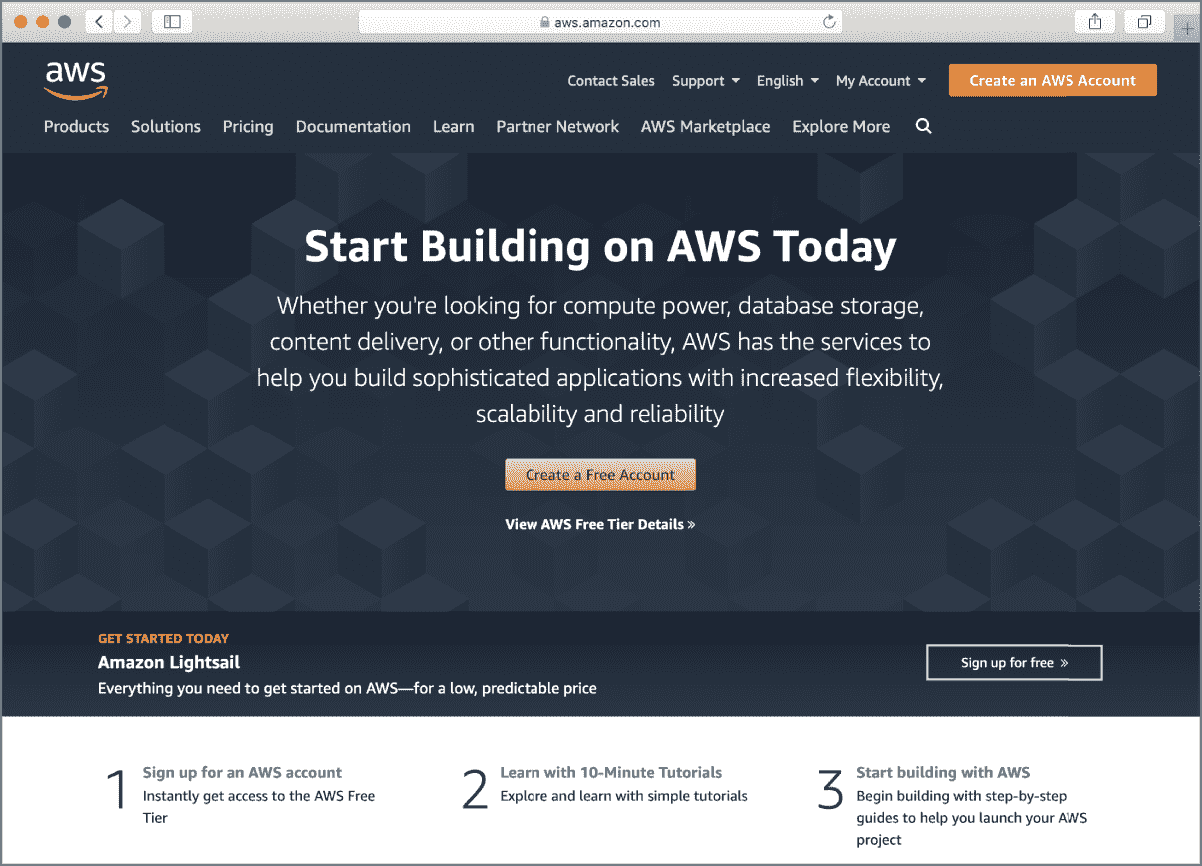 aws.amazon.com
aws
Contact Sales Support English My Account Create an AWS Account
Products Solutions Pricing Documentation Learn Partner Network AWS Marketplace Explore More
Start Building on AWS Today
Whether you're looking for compute power, database storage,
content delivery, or other functionality, AWS has the services to
help you build sophisticated applications with increased flexibility,
scalability and reliability
Create a Free Account
View AWS Free Tier Details »
GET STARTED TODAY
Amazon Lightsail
Everything you need to get started on AWS—for a low, predictable price
Sign up for free »
1 Sign up for an AWS account
Instantly get access to the AWS Free
Tier
2 Learn with 10-Minute Tutorials
Explore and learn with simple tutorials
3 Start building with AWS
Begin building with step-by-step
guides to help you launch your AWS
project